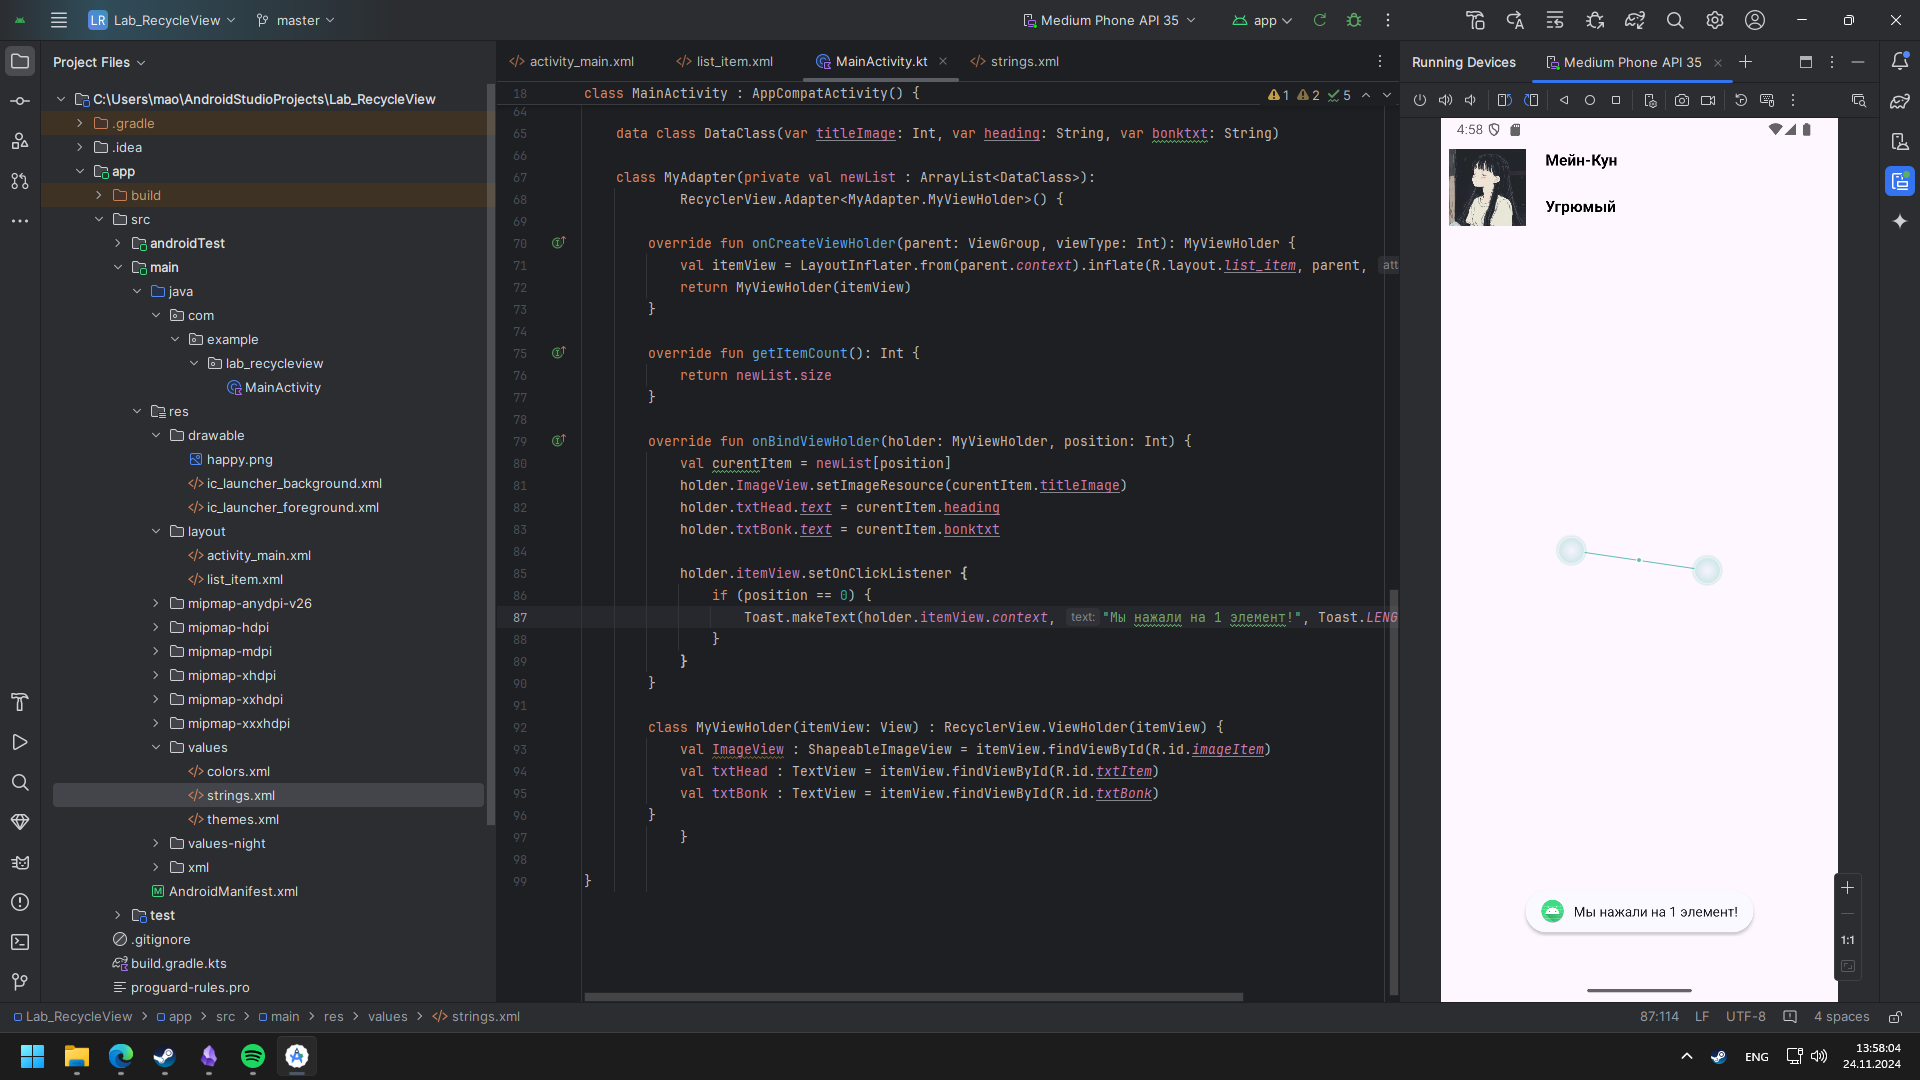 LR Lab_RecycleView master Medium Phone API 35 app
Project Files
C:\Users\mao\AndroidStudioProjects\Lab_RecycleView
.gradle
.idea
app
build
src
androidTest
main
java
com
example
lab_recycleview
MainActivity
res
drawable
happy.png
ic_launcher_background.xml
ic_launcher_foreground.xml
layout
activity_main.xml
list_item.xml
mipmap-anydpi-v26
mipmap-hdpi
mipmap-mdpi
mipmap-xhdpi
mipmap-xxhdpi
mipmap-xxxhdpi
values
colors.xml
strings.xml
themes.xml
values-night
xml
AndroidManifest.xml
test
.gitignore
build.gradle.kts
proguard-rules.pro
activity_main.xml list_item.xml MainActivity.kt strings.xml
18 class MainActivity : AppCompatActivity() { 1 2 5
64
65 data class DataClass(var titleImage: Int, var heading: String, var bonktxt: String)
66
67 class MyAdapter(private val newList : ArrayList<DataClass>):
68 RecyclerView.Adapter<MyAdapter.MyViewHolder>() {
69
70 override fun onCreateViewHolder(parent: ViewGroup, viewType: Int): MyViewHolder {
71 val itemView = LayoutInflater.from(parent.context).inflate(R.layout.list_item, parent, att
72 return MyViewHolder(itemView)
73 }
74
75 override fun getItemCount(): Int {
76 return newList.size
77 }
78
79 override fun onBindViewHolder(holder: MyViewHolder, position: Int) {
80 val curentItem = newList[position]
81 holder.ImageView.setImageResource(curentItem.titleImage)
82 holder.txtHead.text = curentItem.heading
83 holder.txtBonk.text = curentItem.bonktxt
84
85 holder.itemView.setOnClickListener {
86 if (position == 0) {
87 Toast.makeText(holder.itemView.context, text: "Мы нажали на 1 элемент!", Toast.LENG
88 }
89 }
90 }
91
92 class MyViewHolder(itemView: View) : RecyclerView.ViewHolder(itemView) {
93 val ImageView : ShapeableImageView = itemView.findViewById(R.id.imageItem)
94 val txtHead : TextView = itemView.findViewById(R.id.txtItem)
95 val txtBonk : TextView = itemView.findViewById(R.id.txtBonk)
96 }
97 }
98
99 }
Running Devices Medium Phone API 35
4:58
Мейн-Кун
Угрюмый
Мы нажали на 1 элемент!
1:1
Lab_RecycleView app src main res values strings.xml
87:114 LF UTF-8 4 spaces
ENG
13:58:04
24.11.2024